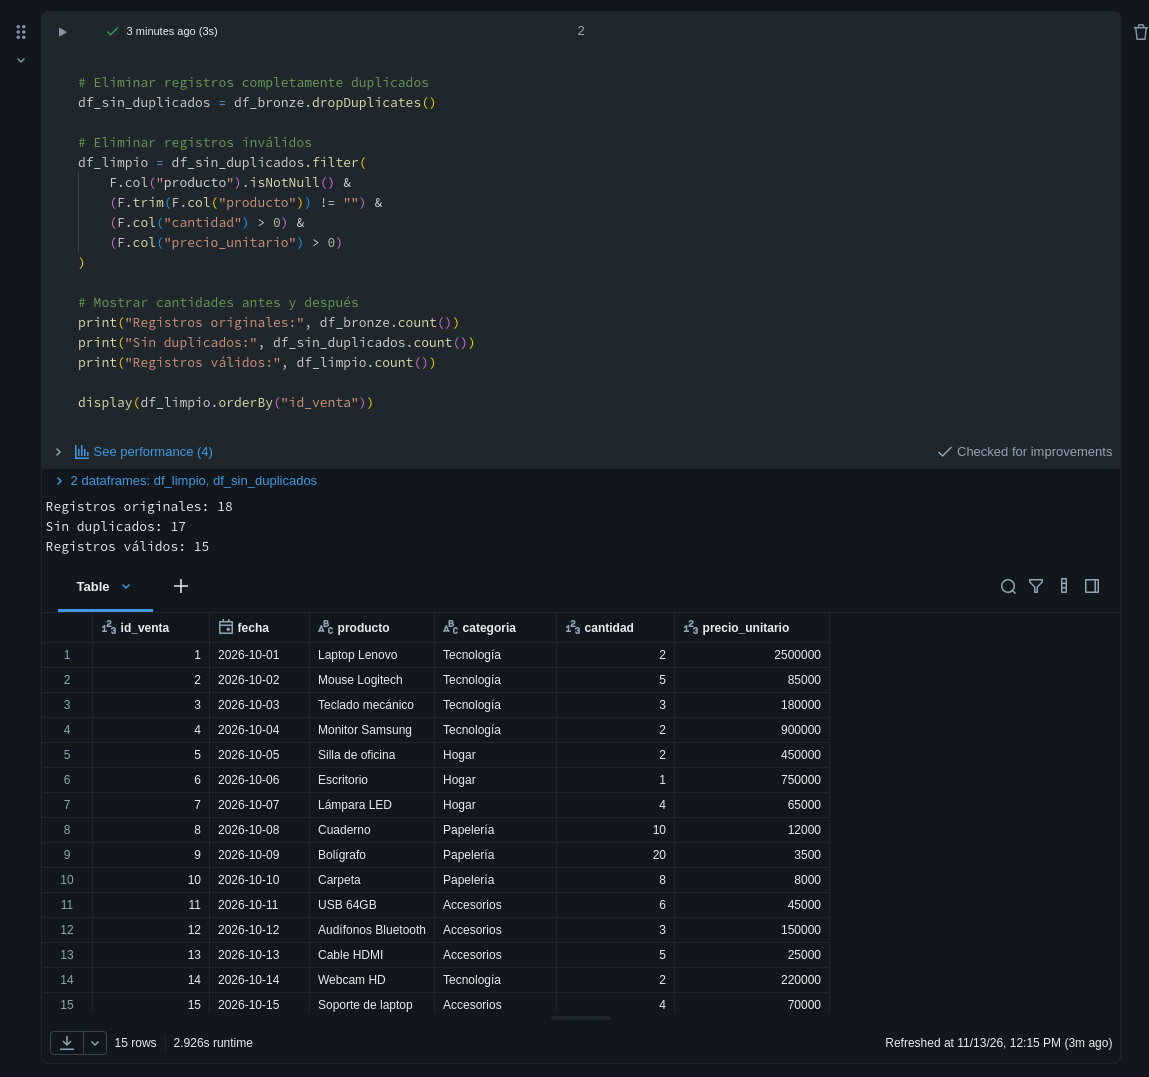 3 minutes ago (3s)
2
# Eliminar registros completamente duplicados
df_sin_duplicados = df_bronze.dropDuplicates()
# Eliminar registros inválidos
df_limpio = df_sin_duplicados.filter(
F.col("producto").isNotNull() &
(F.trim(F.col("producto")) != "") &
(F.col("cantidad") > 0) &
(F.col("precio_unitario") > 0)
)
# Mostrar cantidades antes y después
print("Registros originales:", df_bronze.count())
print("Sin duplicados:", df_sin_duplicados.count())
print("Registros válidos:", df_limpio.count())
display(df_limpio.orderBy("id_venta"))
See performance (4)
Checked for improvements
2 dataframes: df_limpio, df_sin_duplicados
Registros originales: 18
Sin duplicados: 17
Registros válidos: 15
Table
id_venta fecha producto categoria cantidad precio_unitario
1 1 2026-10-01 Laptop Lenovo Tecnología 2 2500000
2 2 2026-10-02 Mouse Logitech Tecnología 5 85000
3 3 2026-10-03 Teclado mecánico Tecnología 3 180000
4 4 2026-10-04 Monitor Samsung Tecnología 2 900000
5 5 2026-10-05 Silla de oficina Hogar 2 450000
6 6 2026-10-06 Escritorio Hogar 1 750000
7 7 2026-10-07 Lámpara LED Hogar 4 65000
8 8 2026-10-08 Cuaderno Papelería 10 12000
9 9 2026-10-09 Bolígrafo Papelería 20 3500
10 10 2026-10-10 Carpeta Papelería 8 8000
11 11 2026-10-11 USB 64GB Accesorios 6 45000
12 12 2026-10-12 Audífonos Bluetooth Accesorios 3 150000
13 13 2026-10-13 Cable HDMI Accesorios 5 25000
14 14 2026-10-14 Webcam HD Tecnología 2 220000
15 15 2026-10-15 Soporte de laptop Accesorios 4 70000
15 rows
2.926s runtime
Refreshed at 11/13/26, 12:15 PM (3m ago)